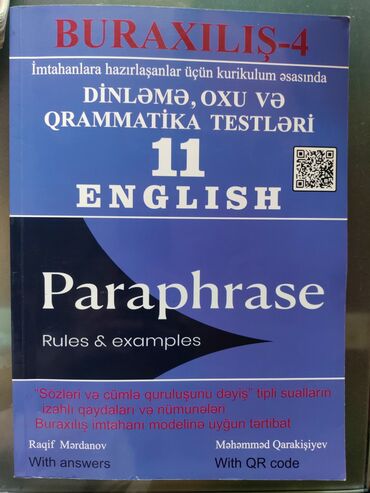 BURAXILIŞ-4
İmtahanlara hazırlaşanlar üçün kurikulum əsasında
DİNLƏMƏ, OXU VƏ
QRAMMATİKA TESTLƏRİ
11
ENGLISH
Paraphrase
Rules & examples
"Sözləri və cümlə quruluşunu dəyiş" tipli sualların
izahlı qaydaları və nümunələri
Buraxılış imtahanı modelinə uyğun tərtibat
Raqif Mərdanov Məhəmməd Qarakişiyev
With answers With QR code